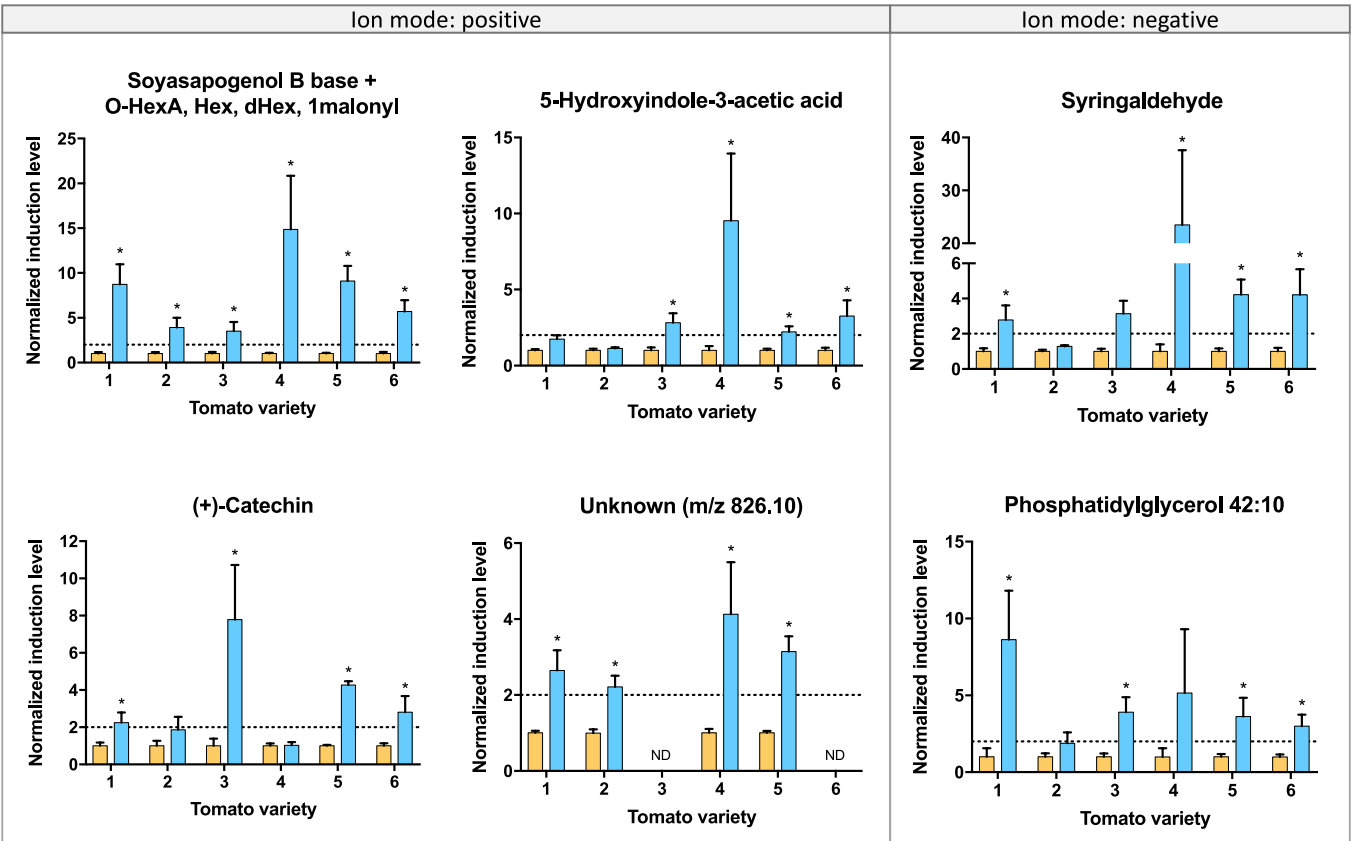 Ion mode: positive
Ion mode: negative
Soyasapogenol B base +
O-HexA, Hex, dHex, 1malonyl
Normalized induction level
25
20
15
10
5
0
* * * * * *
1 2 3 4 5 6
Tomato variety
5-Hydroxyindole-3-acetic acid
Normalized induction level
15
10
5
0
* * * *
1 2 3 4 5 6
Tomato variety
Syringaldehyde
Normalized induction level
40
30
20
6
4
2
0
* * * *
1 2 3 4 5 6
Tomato variety
(+)-Catechin
Normalized induction level
12
10
8
6
4
2
0
* * * *
1 2 3 4 5 6
Tomato variety
Unknown (m/z 826.10)
Normalized induction level
6
4
2
0
* * * *
ND ND
1 2 3 4 5 6
Tomato variety
Phosphatidylglycerol 42:10
Normalized induction level
15
10
5
0
* * * *
1 2 3 4 5 6
Tomato variety